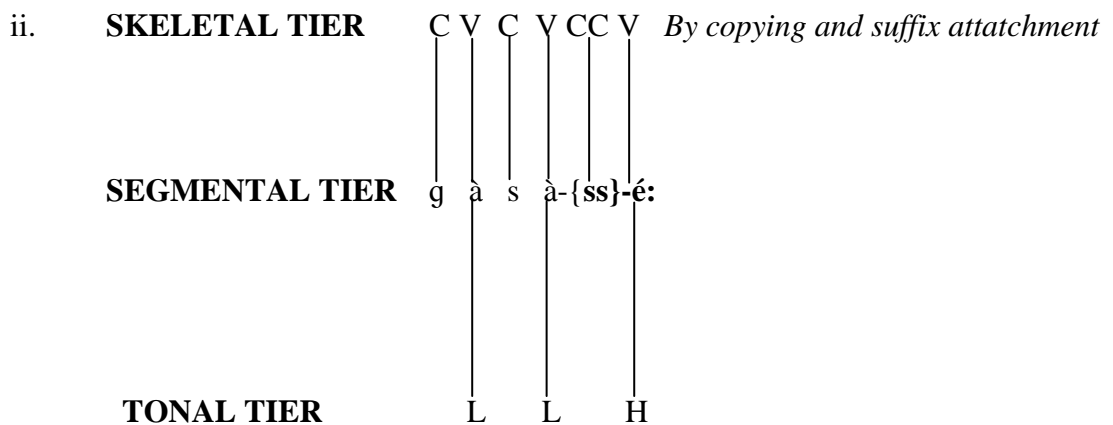 ii. SKELETAL TIER C V C V CC V By copying and suffix attatchment
SEGMENTAL TIER g à s à-{ss}-é:
TONAL TIER L L H